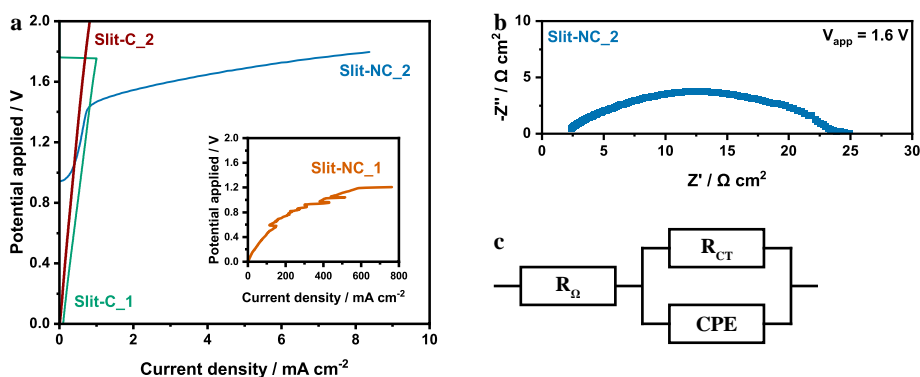 a
Slit-C_2
Slit-NC_2
Slit-C_1
Potential applied / V
2.0
1.6
1.2
0.8
0.4
0.0
0
2
4
6
8
10
Current density / mA cm-2
Slit-NC_1
Potential applied / V
2.0
1.6
1.2
0.8
0.4
0.0
0
200
400
600
800
Current density / mA cm-2
b
Slit-NC_2
Vapp = 1.6 V
-Z'' / Ω cm2
10
5
0
0
5
10
15
20
25
30
Z' / Ω cm2
c
RΩ
RCT
CPE